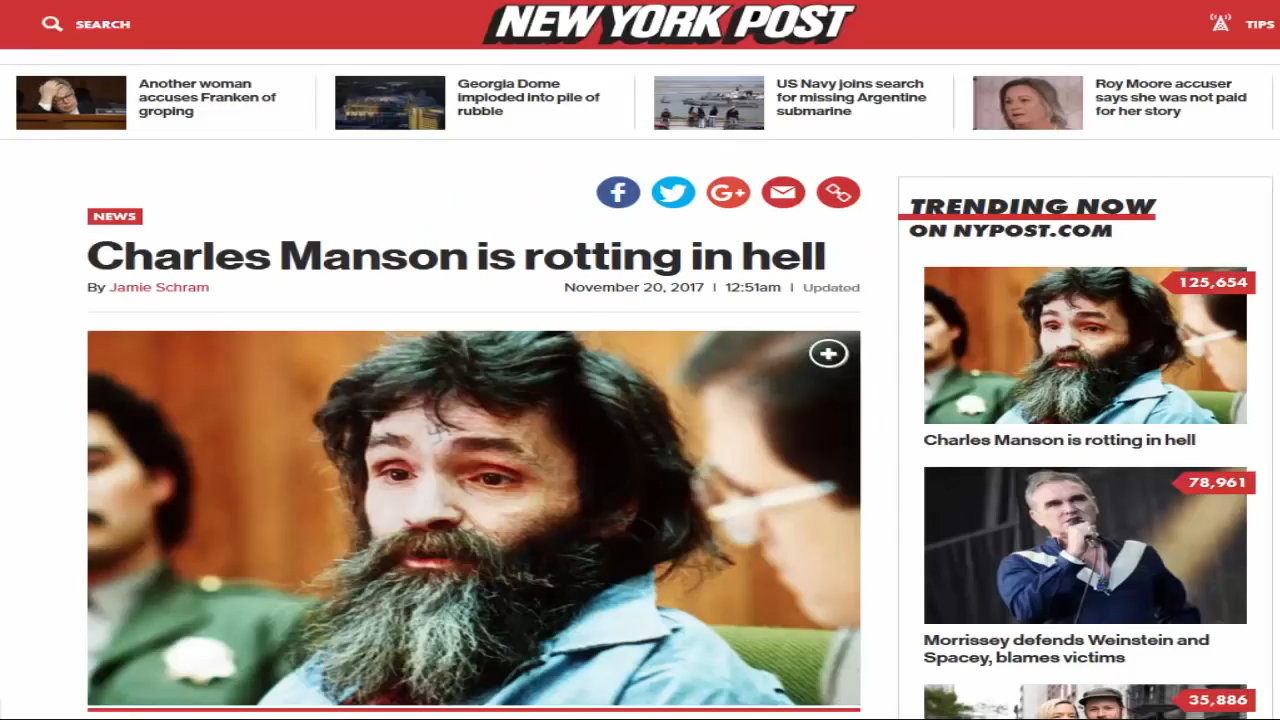 SEARCH
NEW YORK POST
TIPS
Another woman
accuses Franken of
groping
Georgia Dome
imploded into pile of
rubble
US Navy joins search
for missing Argentine
submarine
Roy Moore accuser
says she was not paid
for her story
f
G+
NEWS
Charles Manson is rotting in hell
By Jamie Schram
November 20, 2017 | 12:51am | Updated
TRENDING NOW
ON NYPOST.COM
125,654
Charles Manson is rotting in hell
78,961
Morrissey defends Weinstein and
Spacey, blames victims
35,886